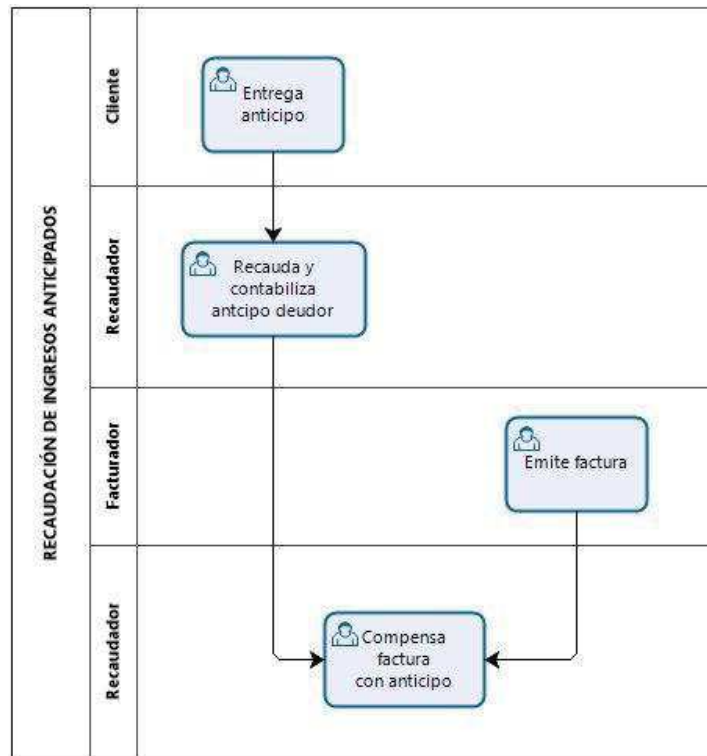 RECAUDACIÓN DE INGRESOS ANTICIPADOS
Cliente
Entrega
anticipo
Recaudador
Recauda y
contabiliza
antcipo deudor
Facturador
Emite factura
Recaudador
Compensa
factura
con anticipo